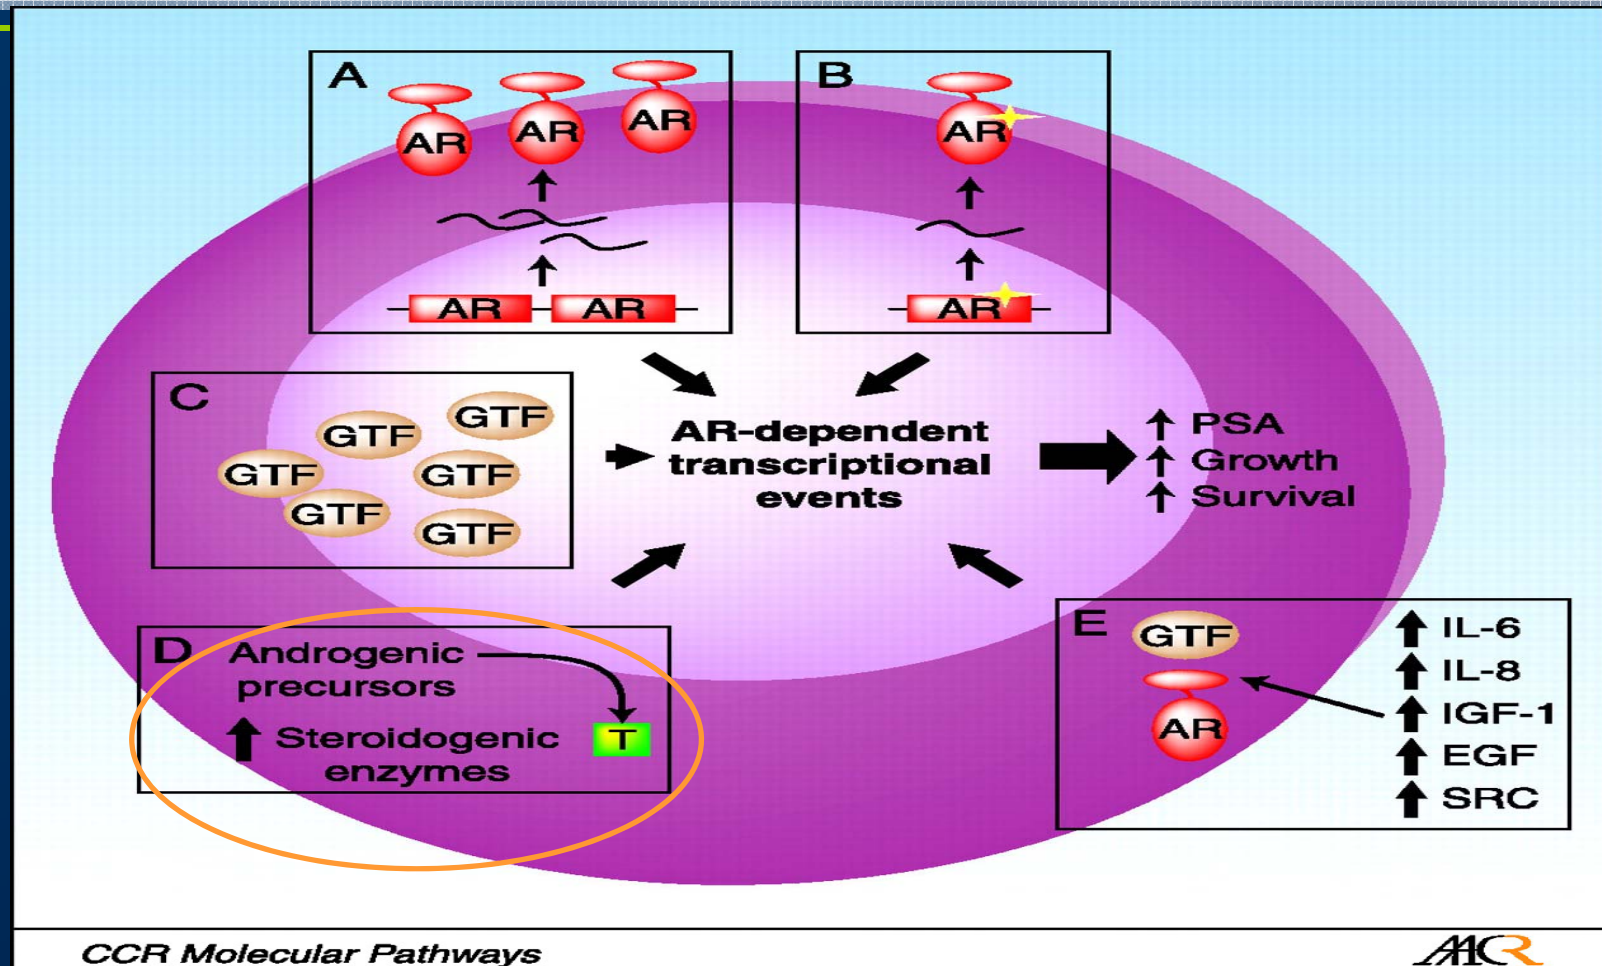 A
AR
AR
AR
AR
AR
B
AR
AR
C
GTF
GTF
GTF
GTF
GTF
GTF
AR-dependent
transcriptional
events
PSA
Growth
Survival
D
Androgenic
precursors
Steroidogenic
enzymes
T
E
GTF
AR
IL-6
IL-8
IGF-1
EGF
SRC
CCR Molecular Pathways
AACR